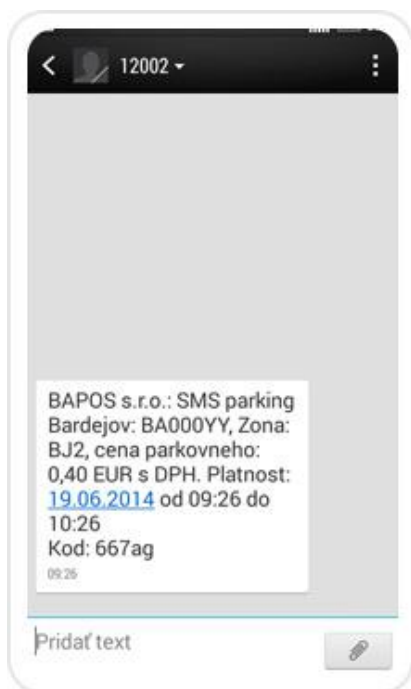 12002
BAPOS s.r.o.: SMS parking
Bardejov: BA000YY, Zona:
BJ2, cena parkovneho:
0,40 EUR s DPH. Platnost:
19.06.2014 od 09:26 do
10:26
Kod: 667ag
09:26
Pridať text